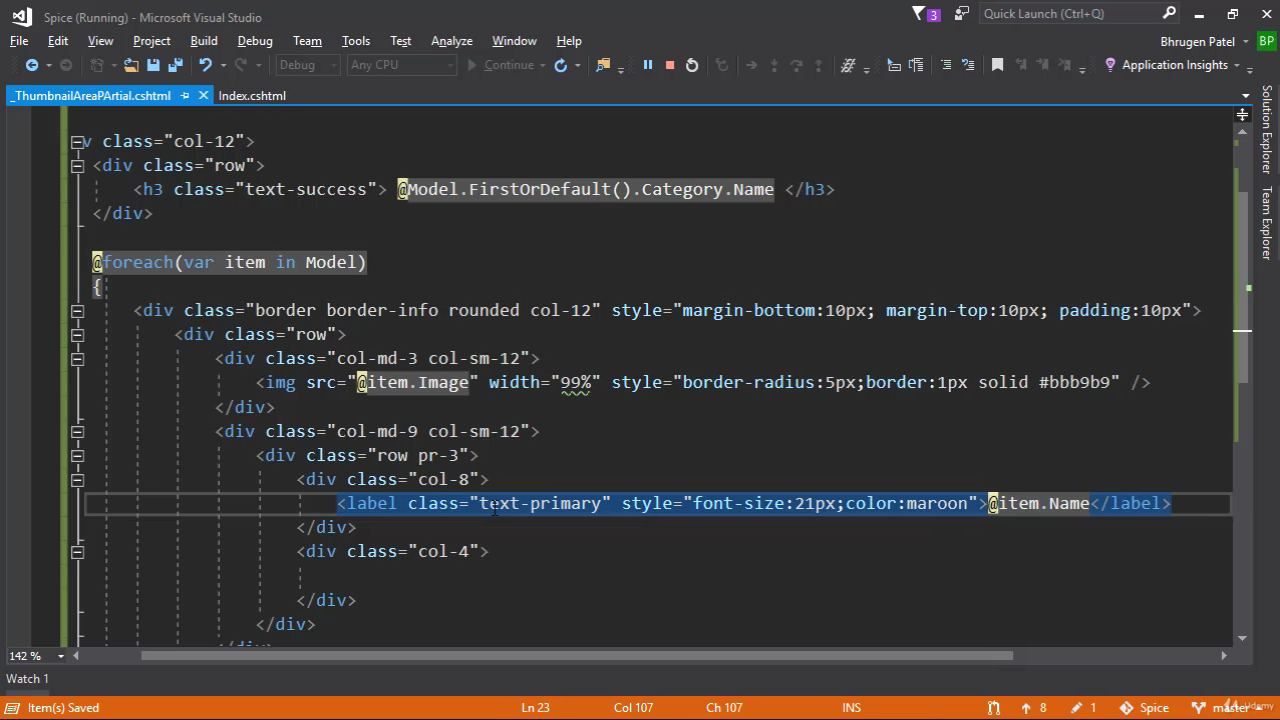 Spice (Running) - Microsoft Visual Studio
3
Quick Launch (Ctrl+Q)
File Edit View Project Build Debug Team Tools Test Analyze Window Help
Bhrugen Patel BP
Debug Any CPU Continue Application Insights
_ThumbnailAreaPArtial.cshtml Index.cshtml
v class="col-12">
<div class="row">
<h3 class="text-success"> @Model.FirstOrDefault().Category.Name </h3>
</div>
@foreach(var item in Model)
{
<div class="border border-info rounded col-12" style="margin-bottom:10px; margin-top:10px; padding:10px">
<div class="row">
<div class="col-md-3 col-sm-12">
<img src="@item.Image" width="99%" style="border-radius:5px;border:1px solid #bbb9b9" />
</div>
<div class="col-md-9 col-sm-12">
<div class="row pr-3">
<div class="col-8">
<label class="text-primary" style="font-size:21px;color:maroon">@item.Name</label>
</div>
<div class="col-4">
</div>
</div>
</div>
Solution Explorer
Team Explorer
142 %
Watch 1
Item(s) Saved Ln 23 Col 107 Ch 107 INS 8 1 Spice master
Udemy